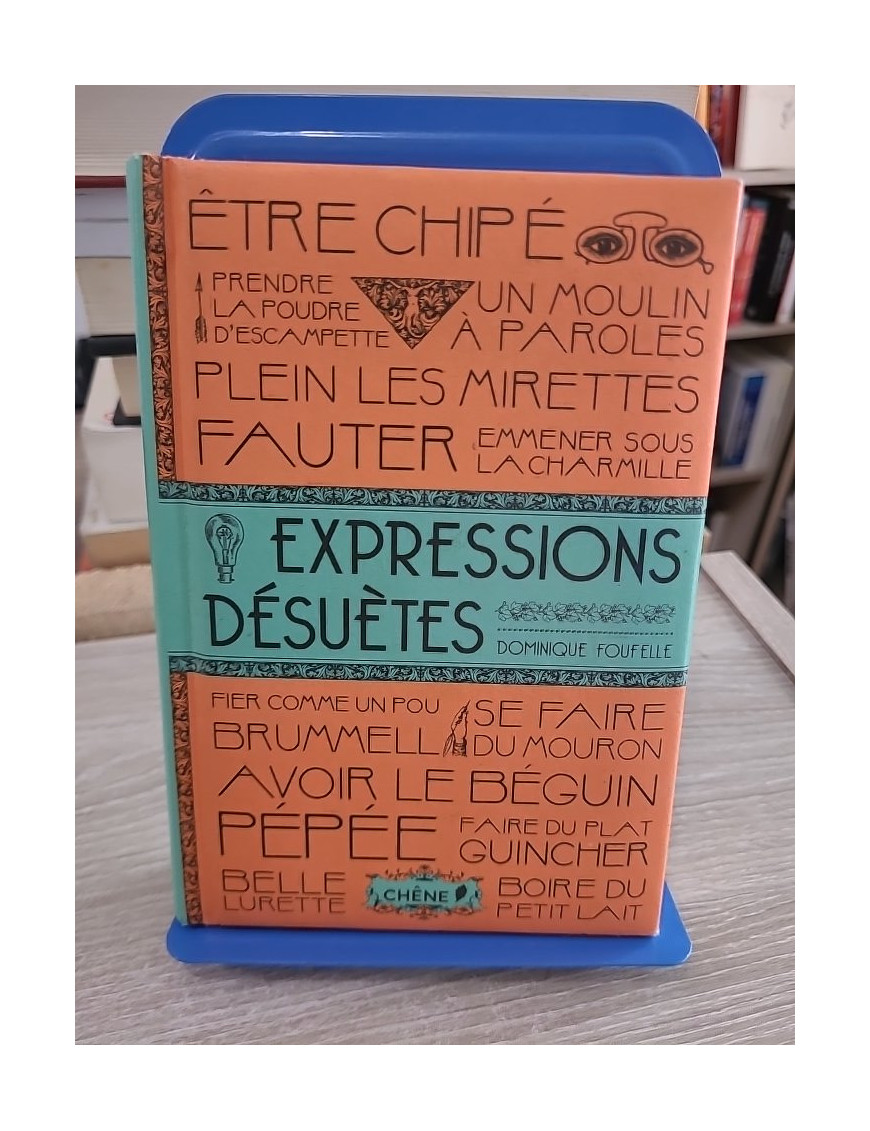 ÊTRE CHIPÉ
PRENDRE
LA POUDRE
D'ESCAMPETTE
UN MOULIN
À PAROLES
PLEIN LES MIRETTES
FAUTER
EMMENER SOUS
LA CHARMILLE
EXPRESSIONS
DÉSUÈTES
DOMINIQUE FOUFELLE
FIER COMME UN POU
BRUMMELL
SE FAIRE
DU MOURON
AVOIR LE BÉGUIN
PÉPÉE
FAIRE DU PLAT
GUINCHER
BELLE
LURETTE
CHÊNE
BOIRE DU
PETIT LAIT